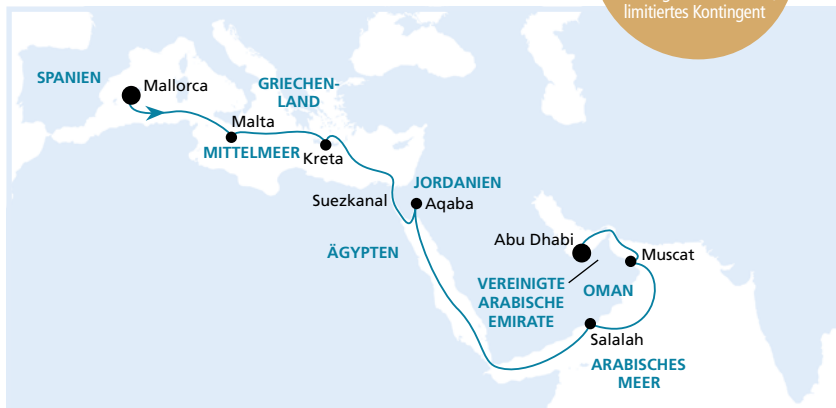 limitiertes Kontingent
SPANIEN
Mallorca
GRIECHEN-
LAND
Malta
MITTELMEER
Kreta
JORDANIEN
Suezkanal
Aqaba
ÄGYPTEN
Abu Dhabi
Muscat
VEREINIGTE
ARABISCHE
EMIRATE
OMAN
Salalah
ARABISCHES
MEER